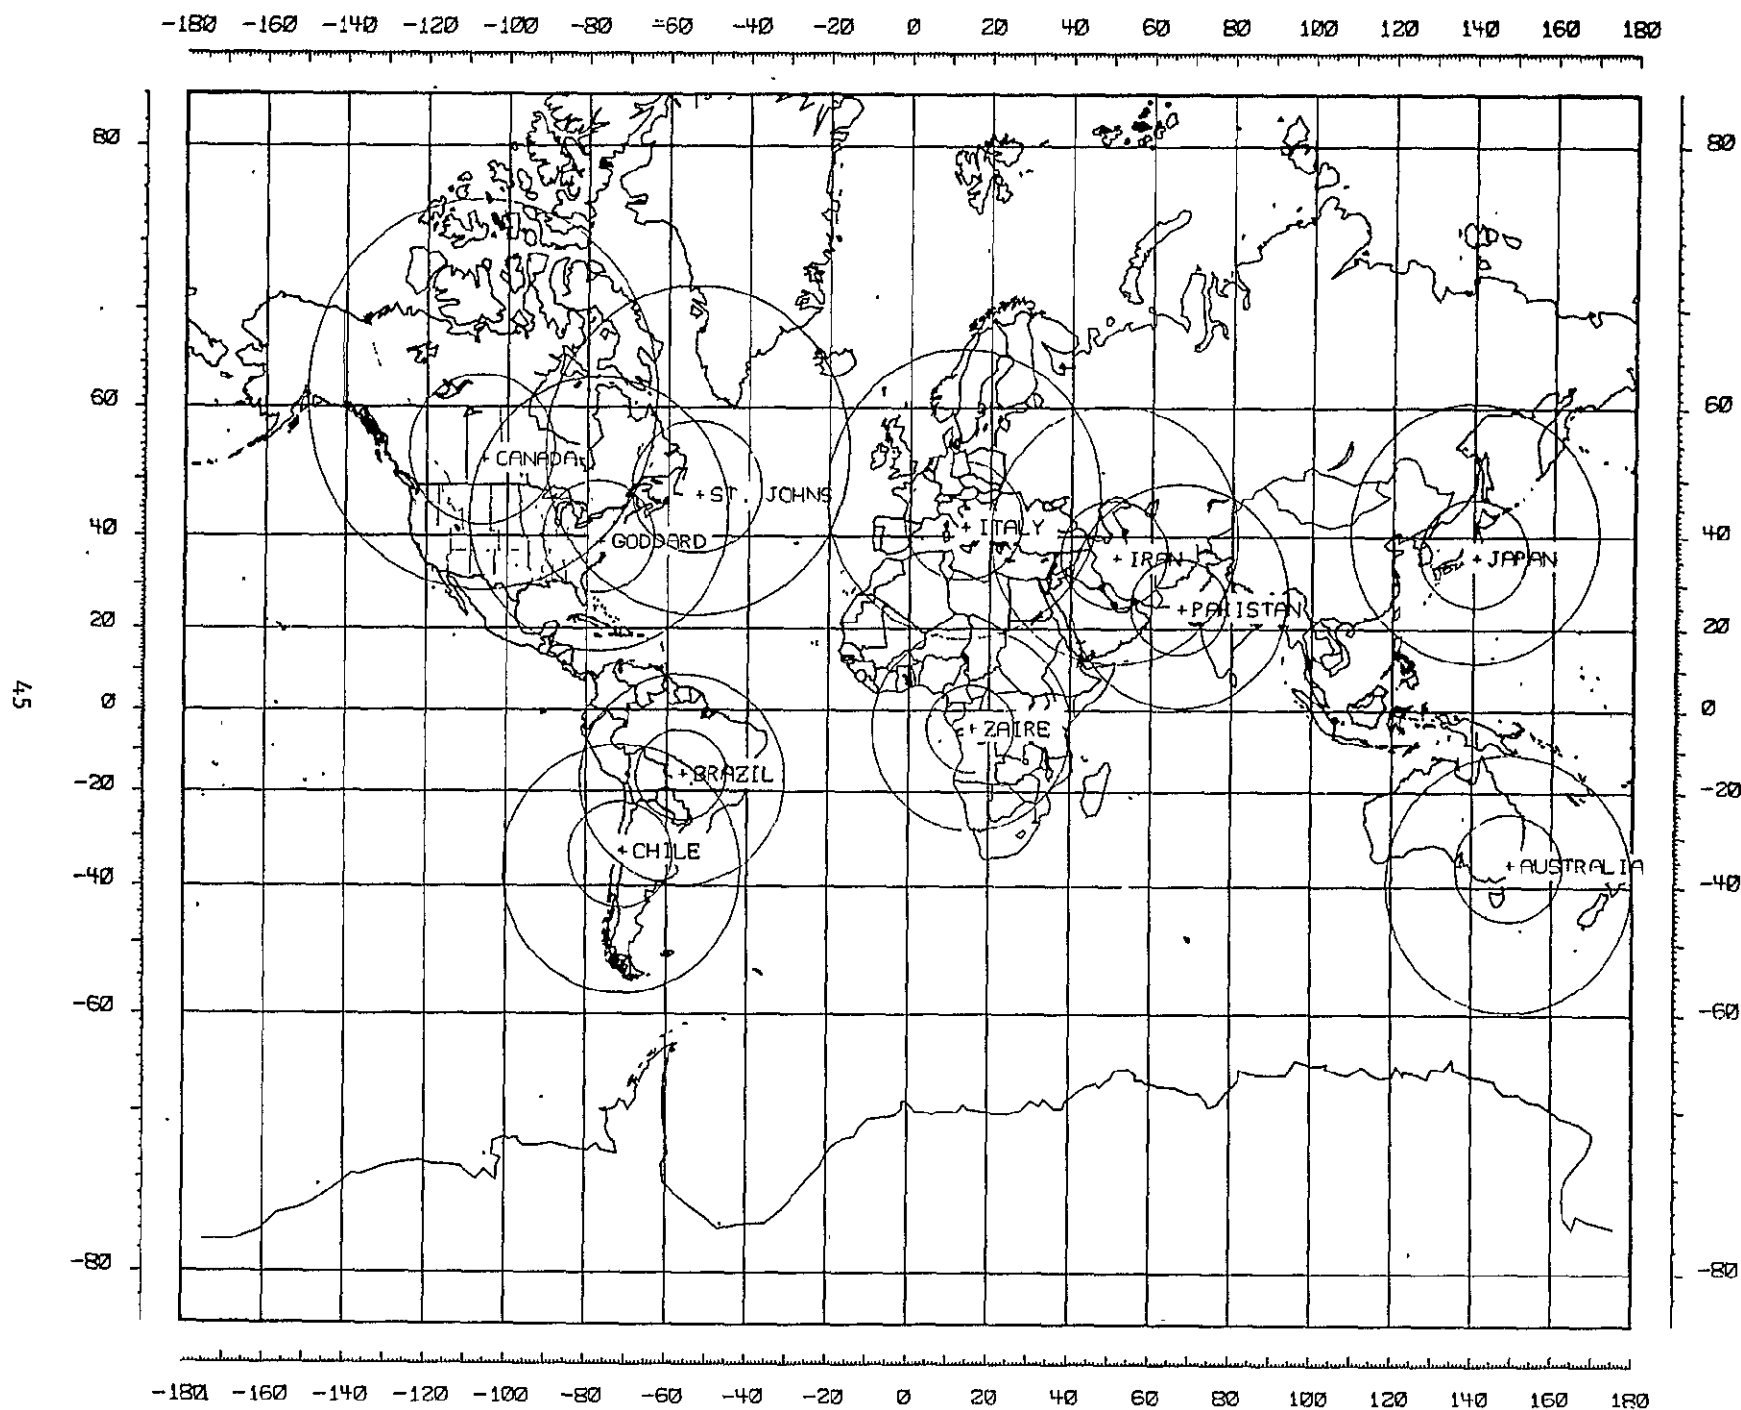 -180 -160 -140 -120 -100 -80 -60 -40 -20 0 20 40 60 80 100 120 140 160 180
80 80
60 60
+CANADA
+ST. JOHNS
40 +GODDARD +ITALY +IRAN +JAPAN 40
+PAKISTAN
20 20
0 0
+ZAIRE
+BRAZIL
-20 -20
+CHILE
+AUSTRALIA
-40 -40
-60 -60
-80 -80
-180 -160 -140 -120 -100 -80 -60 -40 -20 0 20 40 60 80 100 120 140 160 180
45